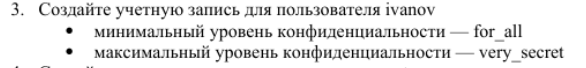 3. Создайте учетную запись для пользователя ivanov
• минимальный уровень конфиденциальности — for_all
• максимальный уровень конфиденциальности — very_secret